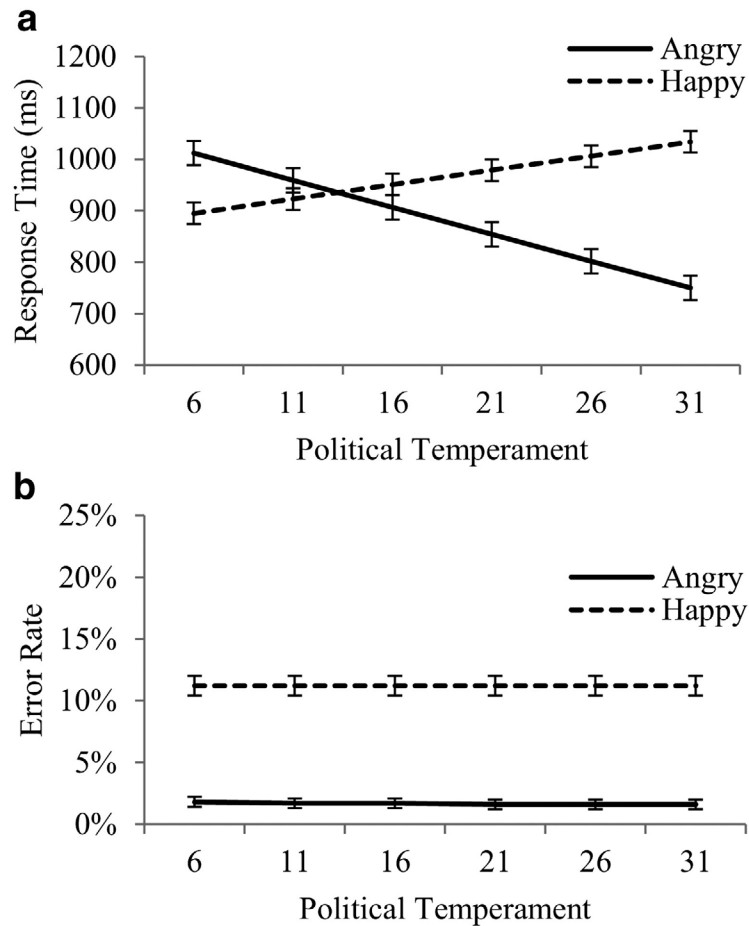 a
Response Time (ms)
1200
1100
1000
900
800
700
600
Angry
Happy
6 11 16 21 26 31
Political Temperament
b
Error Rate
25%
20%
15%
10%
5%
0%
Angry
Happy
6 11 16 21 26 31
Political Temperament